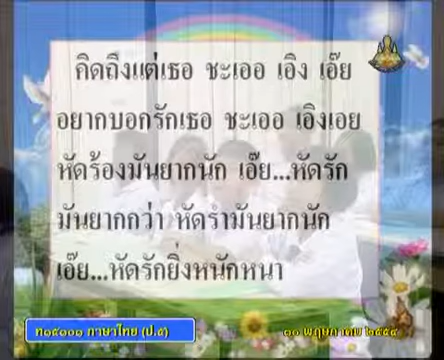 คิดถึงแต่เธอ ชะเออ เอิง เอ๊ย
อยากบอกรักเธอ ชะเออ เอิงเอย
หัดร้องมันยากนัก เอ๊ย...หัดรัก
มันยากกว่า หัดรำมันยากนัก
เอ๊ย...หัดรักยิ่งหนักหนา
ท๑๕๑๐๑ ภาษาไทย (ป.๕)
๑๐ พฤษภาคม ๒๕๕๔